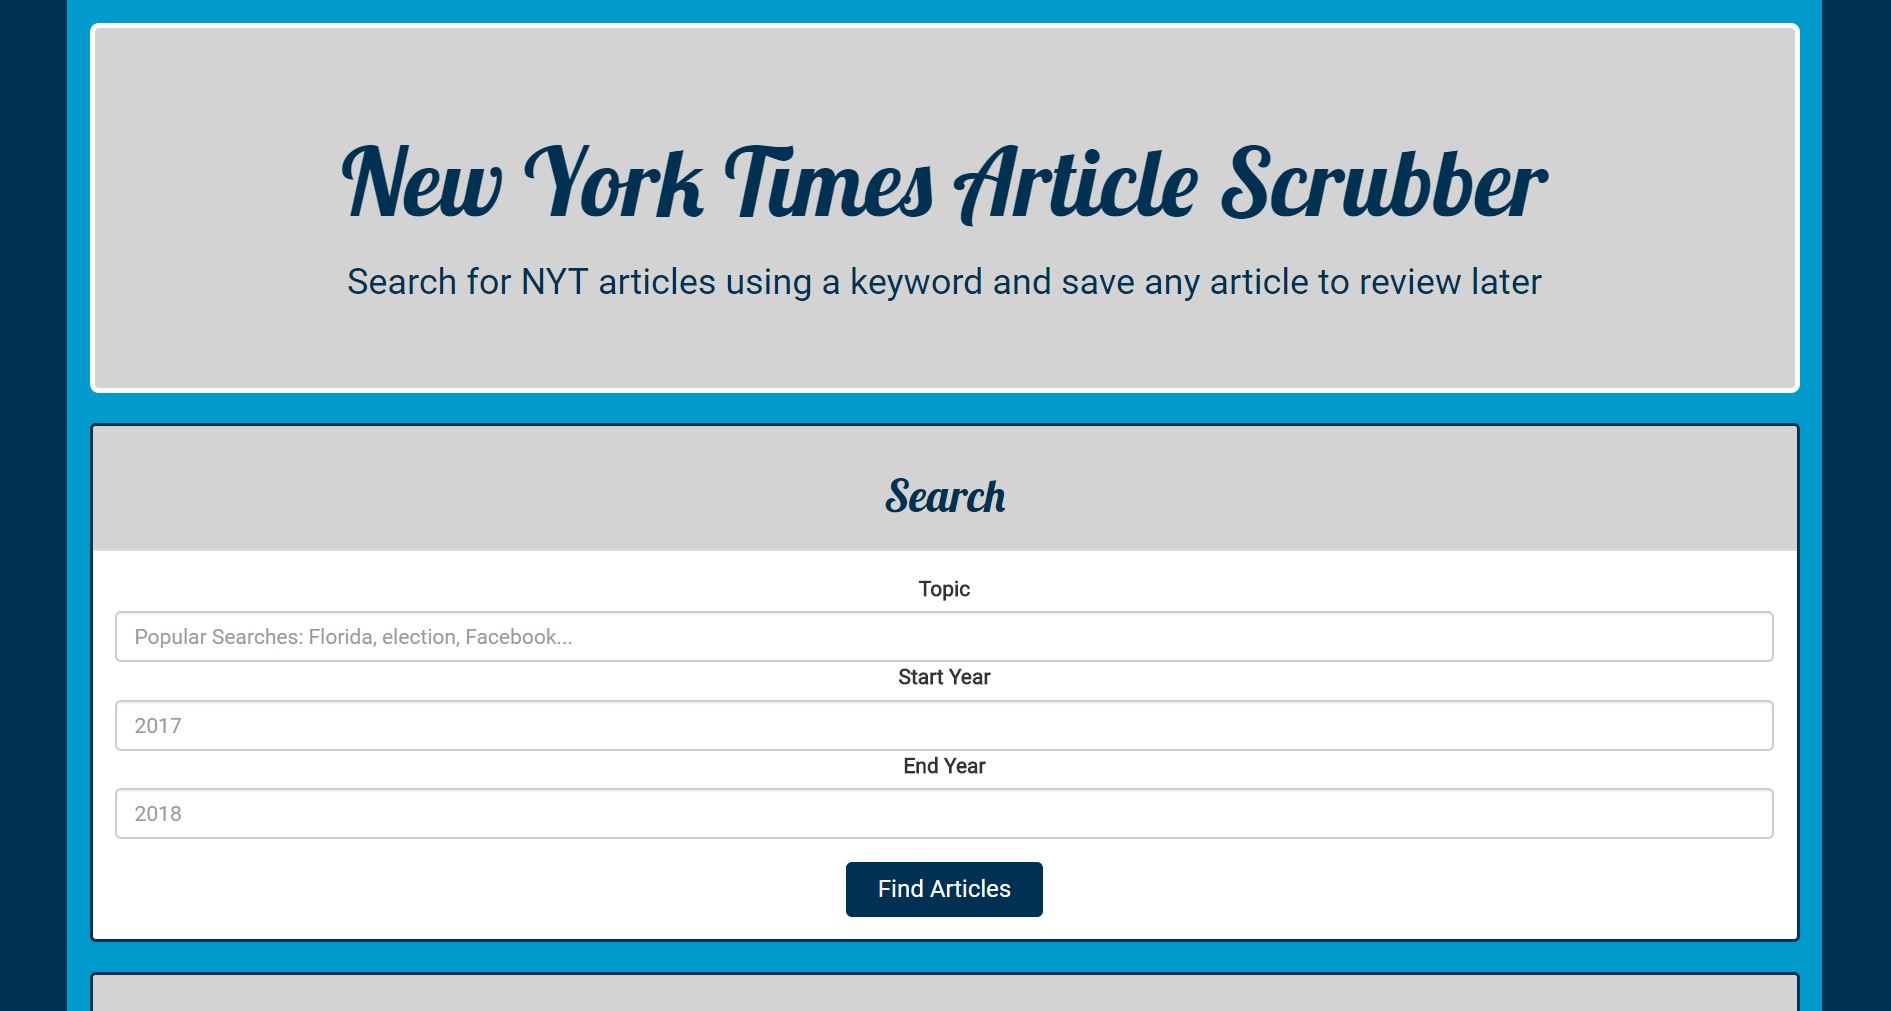 New York Times Article Scrubber
Search for NYT articles using a keyword and save any article to review later
Search
Topic
Popular Searches: Florida, election, Facebook...
Start Year
2017
End Year
2018
Find Articles